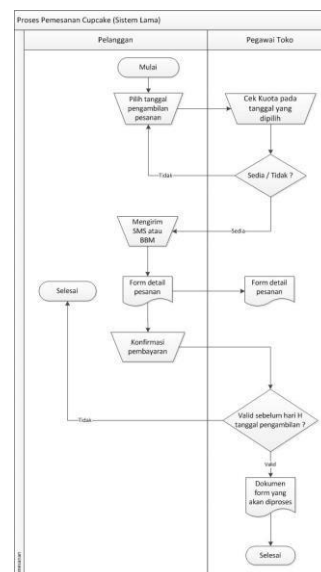 Proses Pemesanan Cupcake (Sistem Lama)
Pelanggan
Pegawai Toko
Mulai
Pilih tanggal
pengambilan
pesanan
Cek Kuota pada
tanggal yang
dipilih
Tidak
Sedia / Tidak ?
Mengirim
SMS atau
BBM
Sedia
Selesai
Form detail
pesanan
Form detail
pesanan
Konfirmasi
pembayaran
Tidak
Valid sebelum hari H
tanggal pengambilan ?
Valid
Dokumen
form yang
akan diproses
Selesai